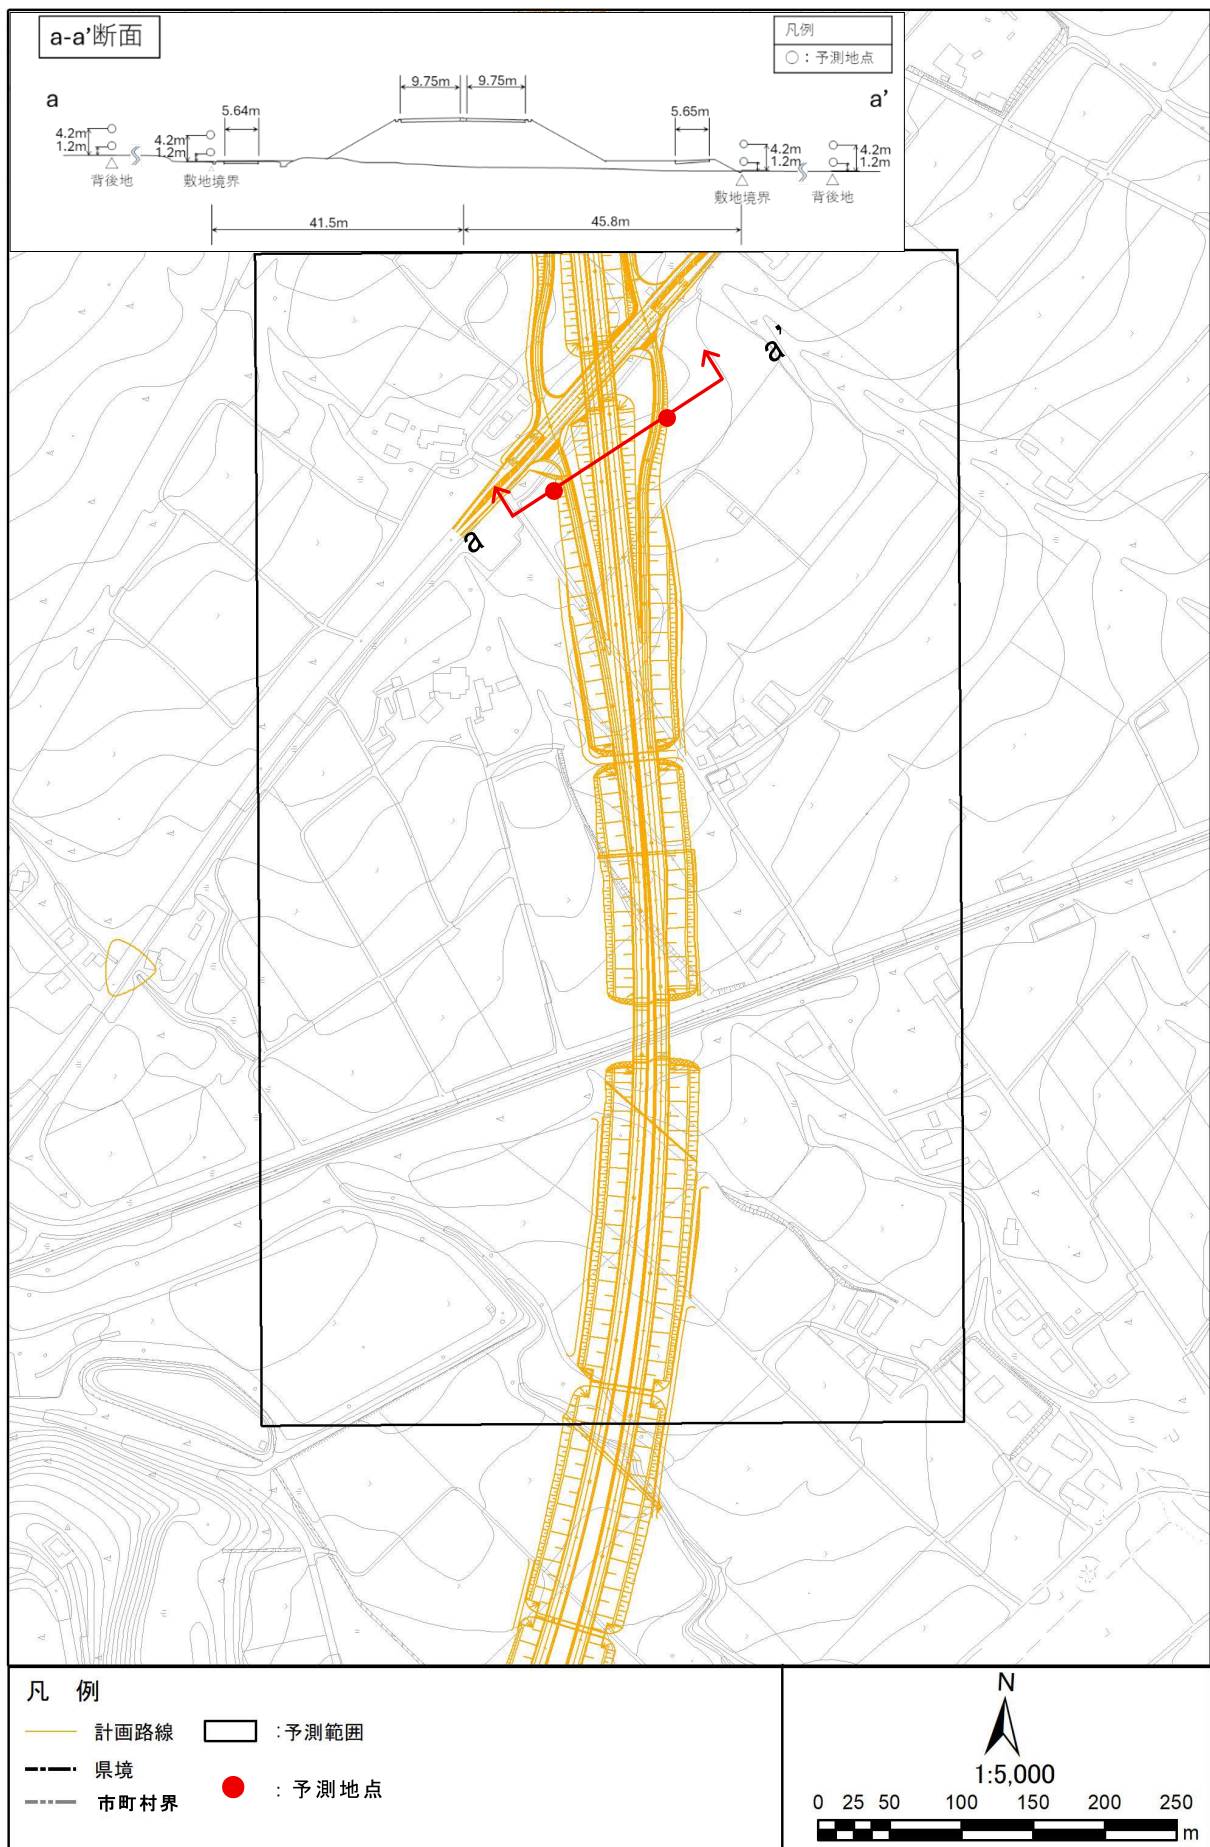 a-a’断面
凡例
○：予測地点
a
a’
9.75m
9.75m
5.64m
5.65m
4.2m
1.2m
4.2m
1.2m
4.2m
1.2m
4.2m
1.2m
背後地
敷地境界
敷地境界
背後地
41.5m
45.8m
a’
a
凡　例
計画路線
：予測範囲
県境
市町村界
：予測地点
N
1:5,000
0 25 50 100 150 200 250
m